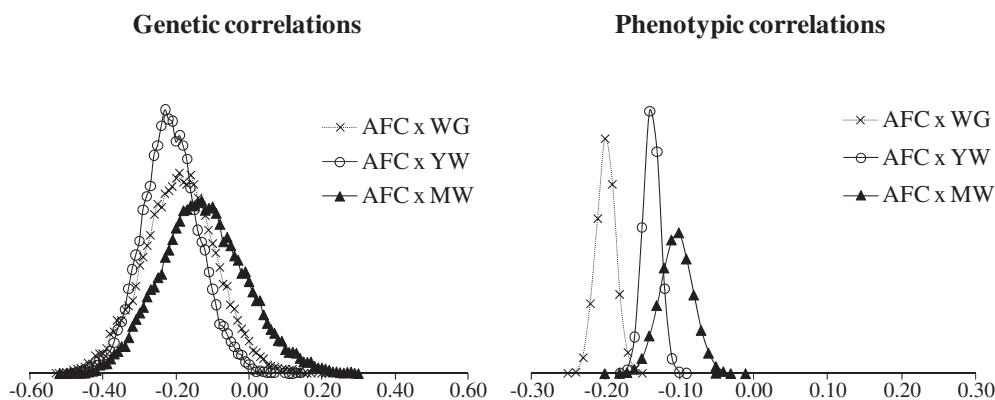 Genetic correlations
AFC x WG
AFC x YW
AFC x MW
-0.60 -0.40 -0.20 0.00 0.20 0.40 0.60
Phenotypic correlations
AFC x WG
AFC x YW
AFC x MW
-0.30 -0.20 -0.10 0.00 0.10 0.20 0.30